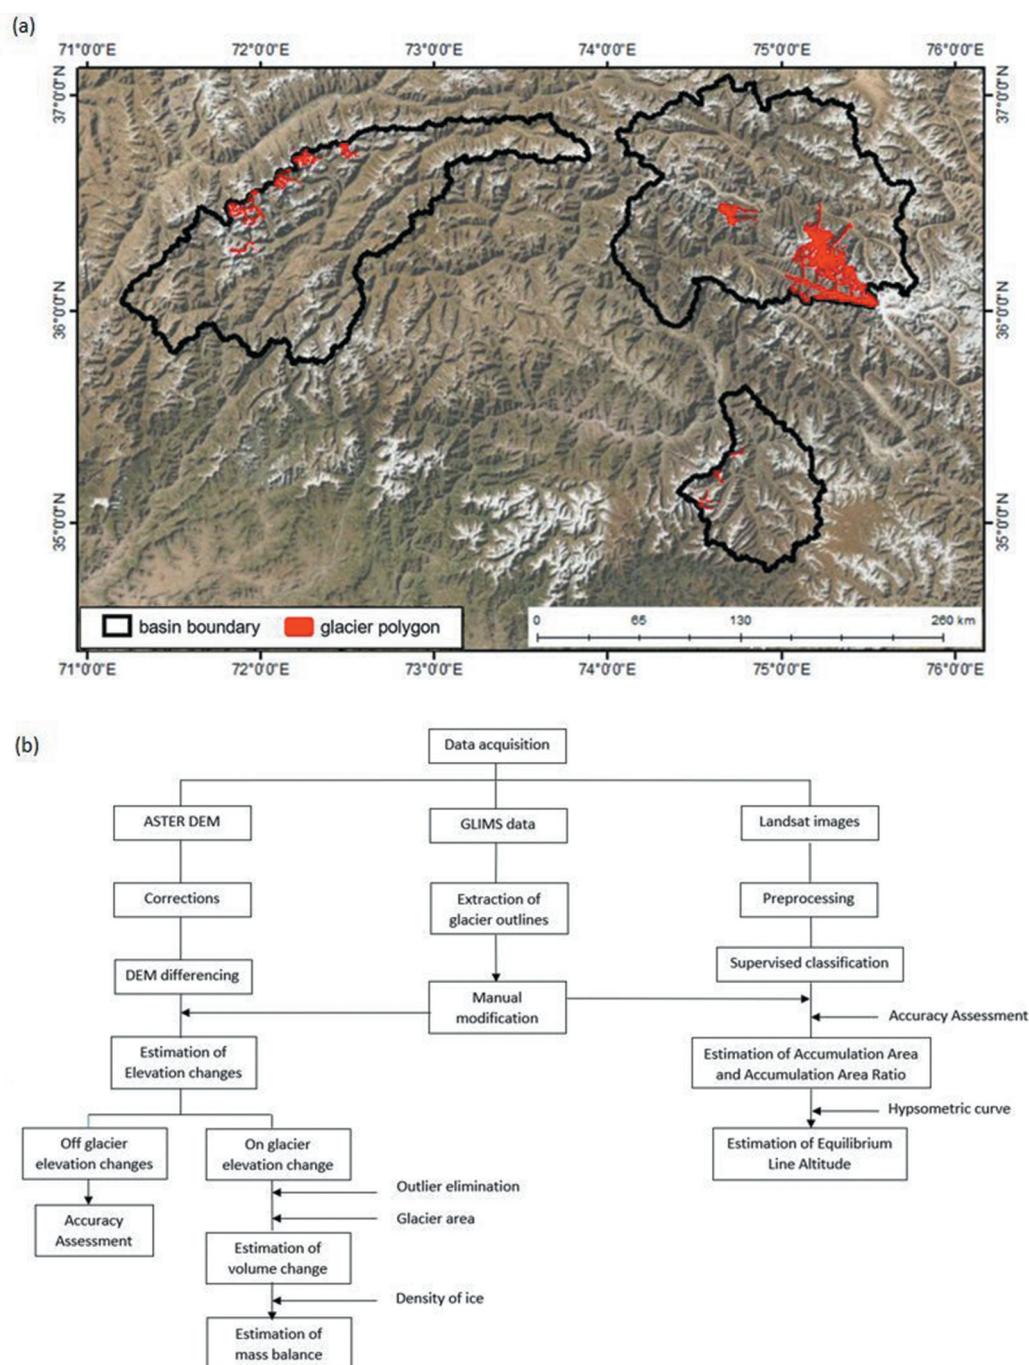 (a)
71°0'0"E 72°0'0"E 73°0'0"E 74°0'0"E 75°0'0"E 76°0'0"E
37°0'0"N 37°0'0"N
36°0'0"N 36°0'0"N
35°0'0"N 35°0'0"N
basin boundary glacier polygon
0 65 130 260 km
71°0'0"E 72°0'0"E 73°0'0"E 74°0'0"E 75°0'0"E 76°0'0"E
(b)
Data acquisition
ASTER DEM
GLIMS data
Landsat images
Corrections
Extraction of
glacier outlines
Preprocessing
DEM differencing
Supervised classification
Manual
modification
Accuracy Assessment
Estimation of
Elevation changes
Estimation of Accumulation Area
and Accumulation Area Ratio
Hypsometric curve
Off glacier
elevation changes
On glacier
elevation change
Estimation of Equilibrium
Line Altitude
Outlier elimination
Glacier area
Accuracy
Assessment
Estimation of
volume change
Density of ice
Estimation of
mass balance